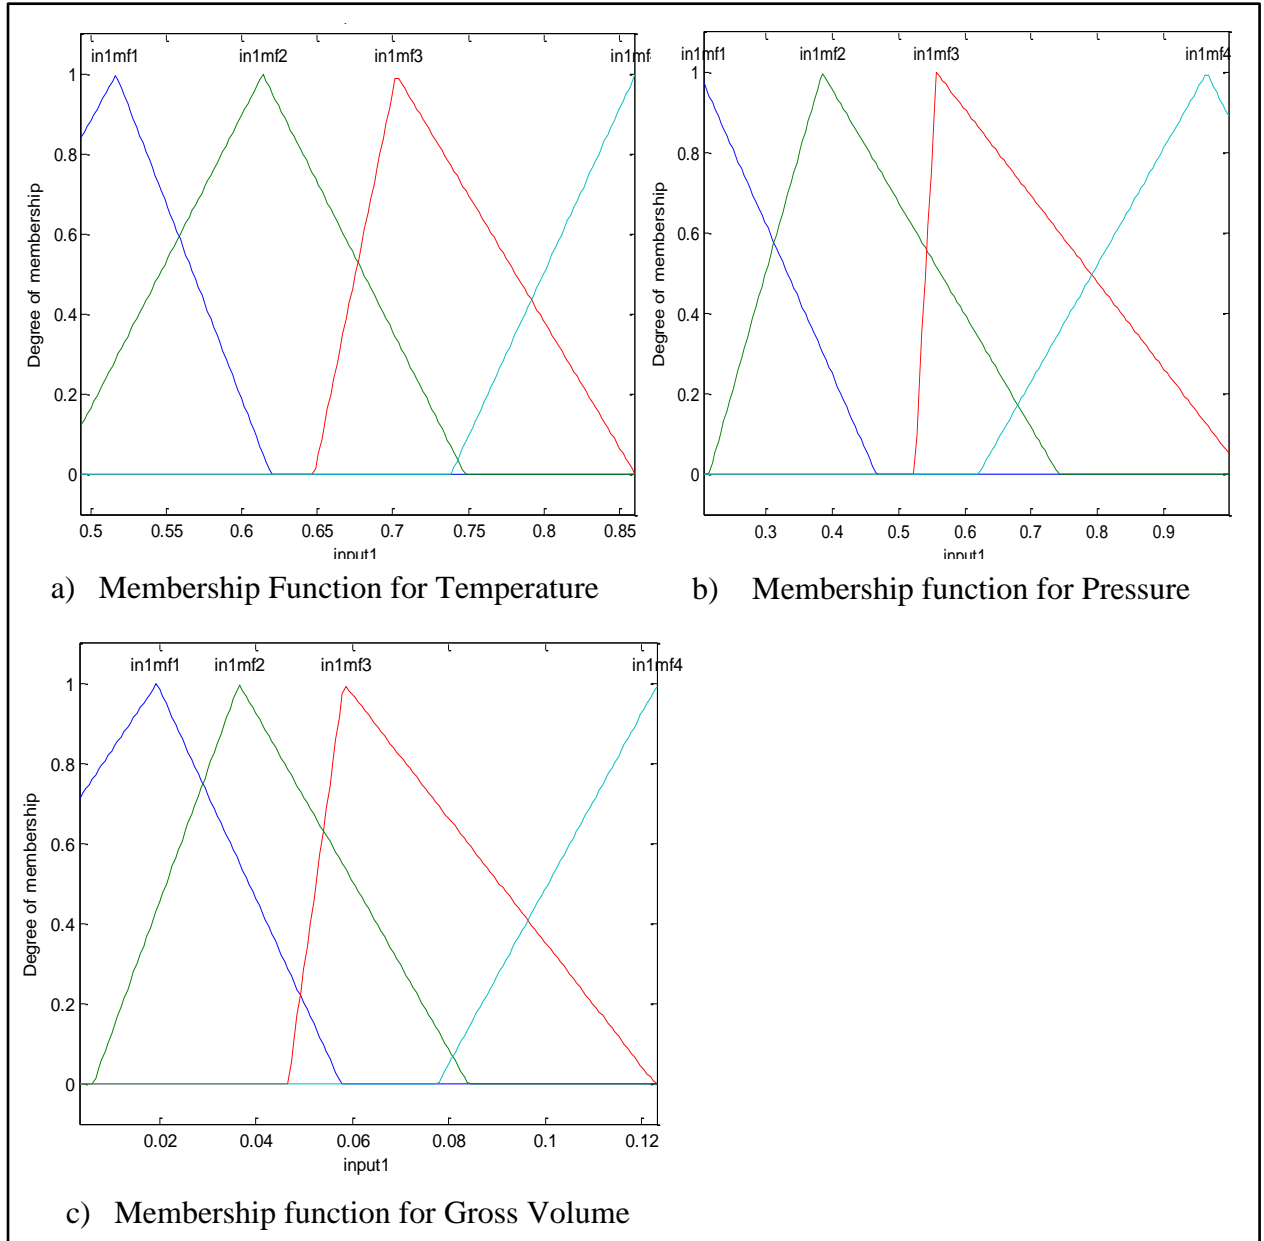 in1mf1 in1mf2 in1mf3 in1mf
1
0.8
0.6
0.4
0.2
0
Degree of membership
0.5 0.55 0.6 0.65 0.7 0.75 0.8 0.85
input1
a) Membership Function for Temperature
in1mf1 in1mf2 in1mf3 in1mf4
1
0.8
0.6
0.4
0.2
0
Degree of membership
0.3 0.4 0.5 0.6 0.7 0.8 0.9
input1
b) Membership function for Pressure
in1mf1 in1mf2 in1mf3 in1mf4
1
0.8
0.6
0.4
0.2
0
Degree of membership
0.02 0.04 0.06 0.08 0.1 0.12
input1
c) Membership function for Gross Volume